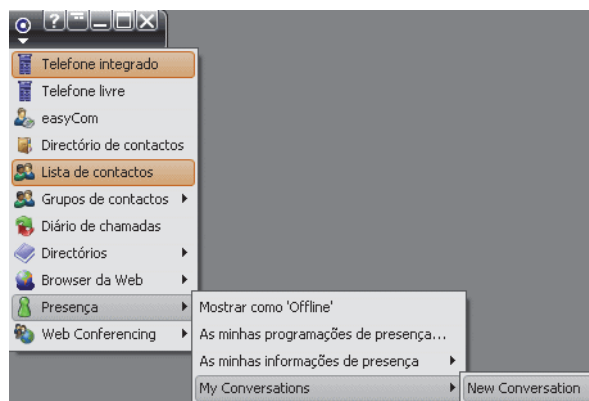 Telefone integrado
Telefone livre
easyCom
Directório de contactos
Lista de contactos
Grupos de contactos
Diário de chamadas
Directórios
Browser da Web
Presença
Web Conferencing
Mostrar como 'Offline'
As minhas programações de presença...
As minhas informações de presença
My Conversations
New Conversation